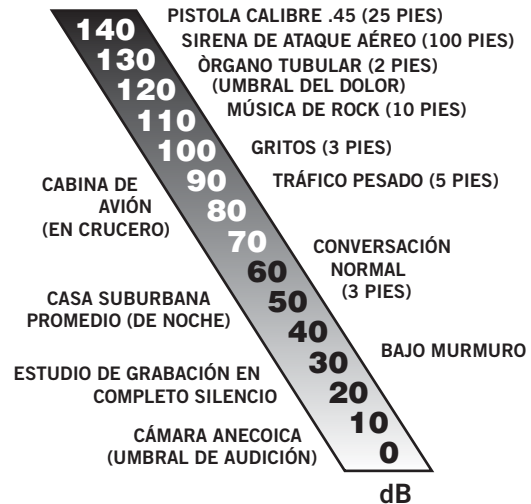 140
PISTOLA CALIBRE .45 (25 PIES)
SIRENA DE ATAQUE AÉREO (100 PIES)
130
ÒRGANO TUBULAR (2 PIES)
120
(UMBRAL DEL DOLOR)
110
MÚSICA DE ROCK (10 PIES)
100
GRITOS (3 PIES)
90
TRÁFICO PESADO (5 PIES)
CABINA DE
AVIÓN
(EN CRUCERO)
80
70
CONVERSACIÓN
NORMAL
(3 PIES)
60
50
CASA SUBURBANA
PROMEDIO (DE NOCHE)
40
30
BAJO MURMURO
ESTUDIO DE GRABACIÓN EN
COMPLETO SILENCIO
20
10
CÁMARA ANECOICA
(UMBRAL DE AUDICIÓN)
0
dB